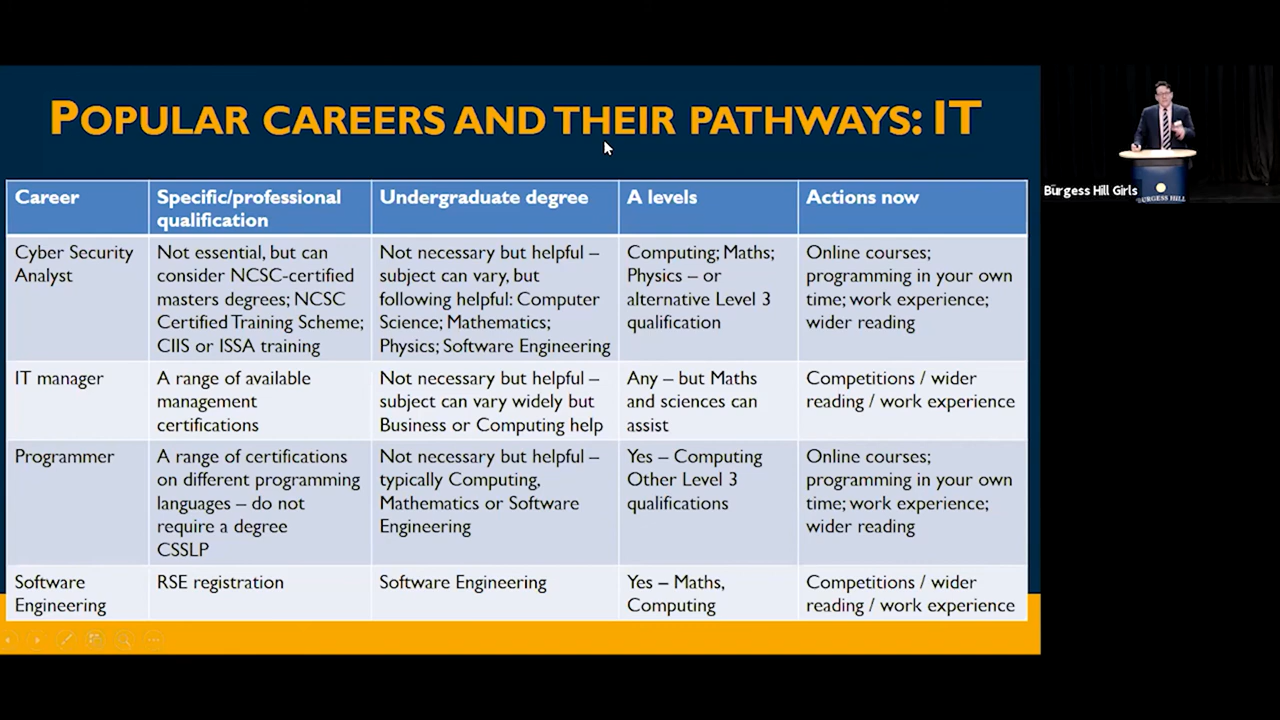 POPULAR CAREERS AND THEIR PATHWAYS: IT
Career
Specific/professional
qualification
Undergraduate degree
A levels
Actions now
Cyber Security
Analyst
Not essential, but can
consider NCSC-certified
masters degrees; NCSC
Certified Training Scheme;
CIIS or ISSA training
Not necessary but helpful –
subject can vary, but
following helpful: Computer
Science; Mathematics;
Physics; Software Engineering
Computing; Maths;
Physics – or
alternative Level 3
qualification
Online courses;
programming in your own
time; work experience;
wider reading
IT manager
A range of available
management
certifications
Not necessary but helpful –
subject can vary widely but
Business or Computing help
Any – but Maths
and sciences can
assist
Competitions / wider
reading / work experience
Programmer
A range of certifications
on different programming
languages – do not
require a degree
CSSLP
Not necessary but helpful –
typically Computing,
Mathematics or Software
Engineering
Yes – Computing
Other Level 3
qualifications
Online courses;
programming in your own
time; work experience;
wider reading
Software
Engineering
RSE registration
Software Engineering
Yes – Maths,
Computing
Competitions / wider
reading / work experience
Burgess Hill Girls
BURGESS HILL